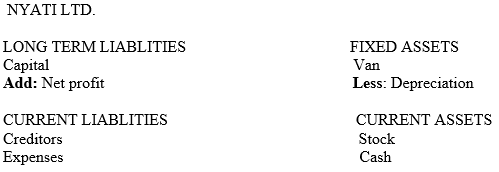 NYATI LTD.
LONG TERM LIABLITIES FIXED ASSETS
Capital Van
Add: Net profit Less: Depreciation
CURRENT LIABLITIES CURRENT ASSETS
Creditors Stock
Expenses Cash